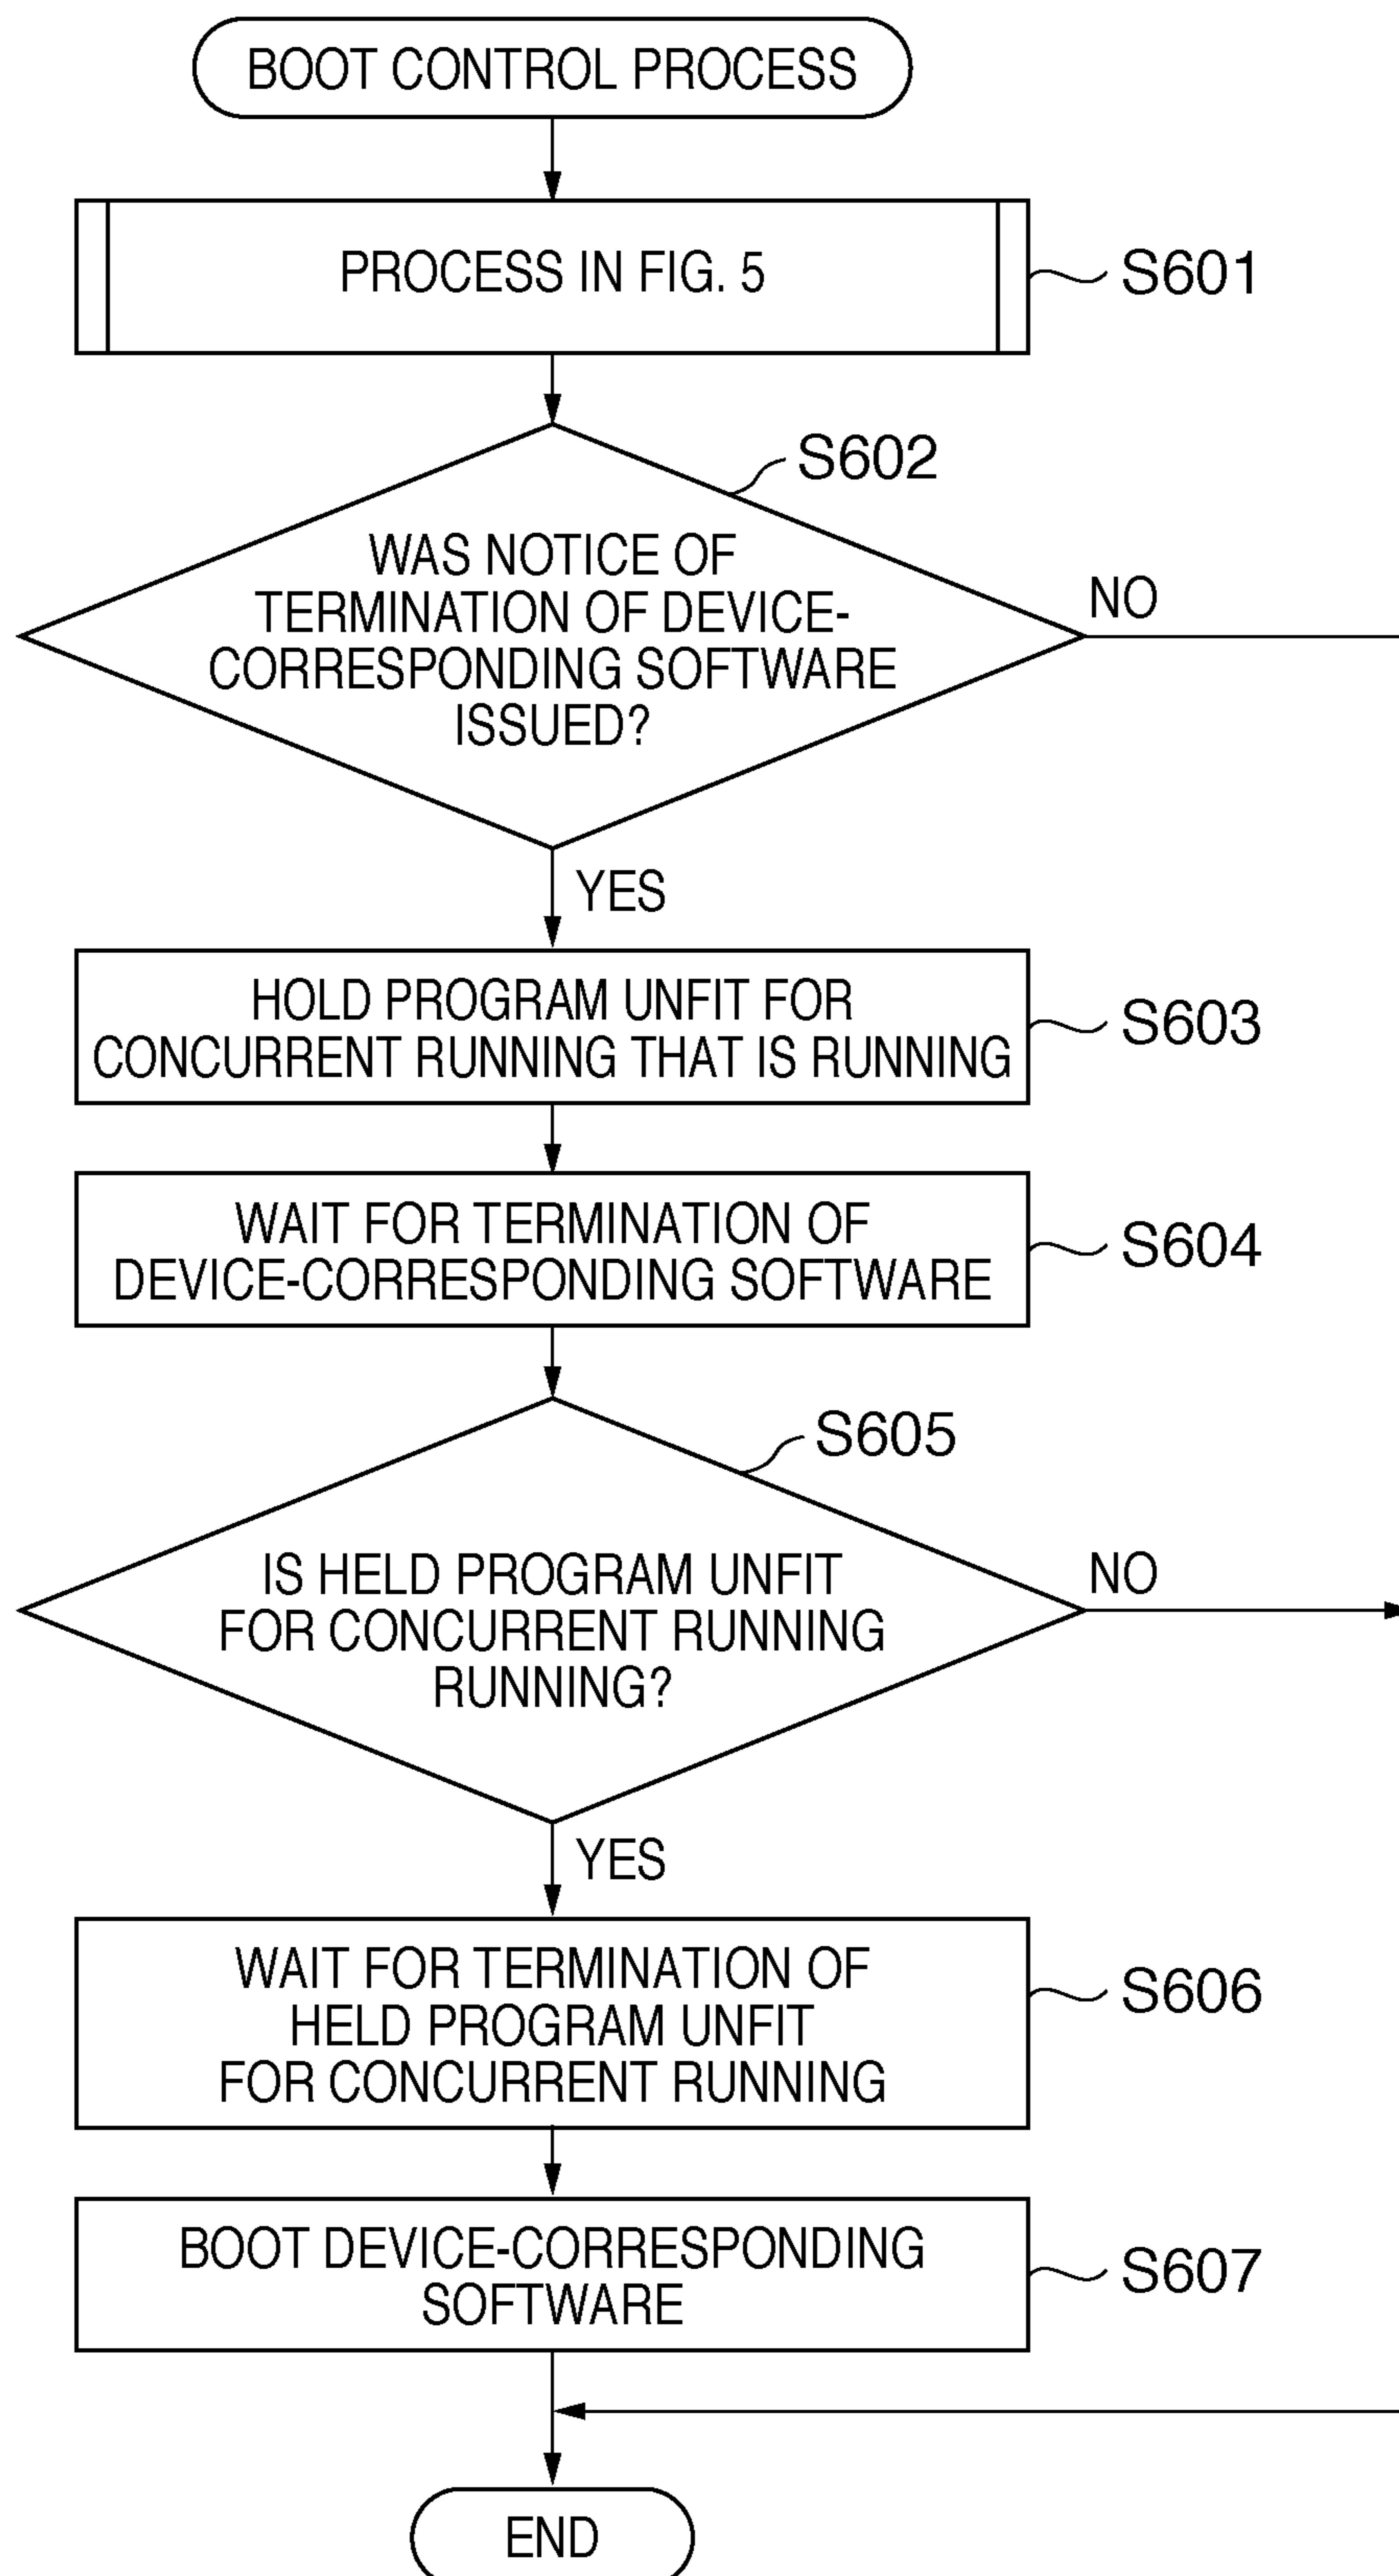 BOOT CONTROL PROCESS
PROCESS IN FIG. 5
S601
S602
WAS NOTICE OF
TERMINATION OF DEVICE-
CORRESPONDING SOFTWARE
ISSUED?
NO
YES
HOLD PROGRAM UNFIT FOR
CONCURRENT RUNNING THAT IS RUNNING
S603
WAIT FOR TERMINATION OF
DEVICE-CORRESPONDING SOFTWARE
S604
S605
IS HELD PROGRAM UNFIT
FOR CONCURRENT RUNNING
RUNNING?
NO
YES
WAIT FOR TERMINATION OF
HELD PROGRAM UNFIT
FOR CONCURRENT RUNNING
S606
BOOT DEVICE-CORRESPONDING
SOFTWARE
S607
END